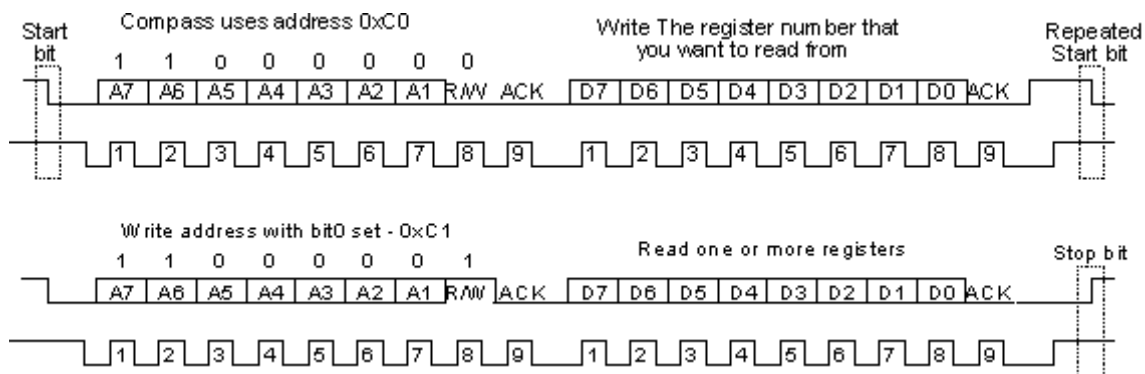 Compass uses address 0xC0
Write The register number that
Start
bit
you want to read from
Repeated
Start bit
1 1 0 0 0 0 0 0
A7 A6 A5 A4 A3 A2 A1 R/W ACK D7 D6 D5 D4 D3 D2 D1 D0 ACK
1 2 3 4 5 6 7 8 9 1 2 3 4 5 6 7 8 9
Write address with bit0 set - 0xC1
Read one or more registers
Stop bit
1 1 0 0 0 0 0 1
A7 A6 A5 A4 A3 A2 A1 R/W ACK D7 D6 D5 D4 D3 D2 D1 D0 ACK
1 2 3 4 5 6 7 8 9 1 2 3 4 5 6 7 8 9